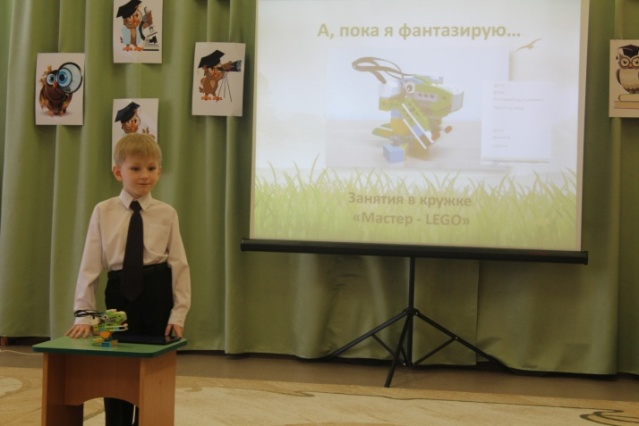 А, пока я фантазирую...
Занятия в кружке
«Мастер - LEGO»